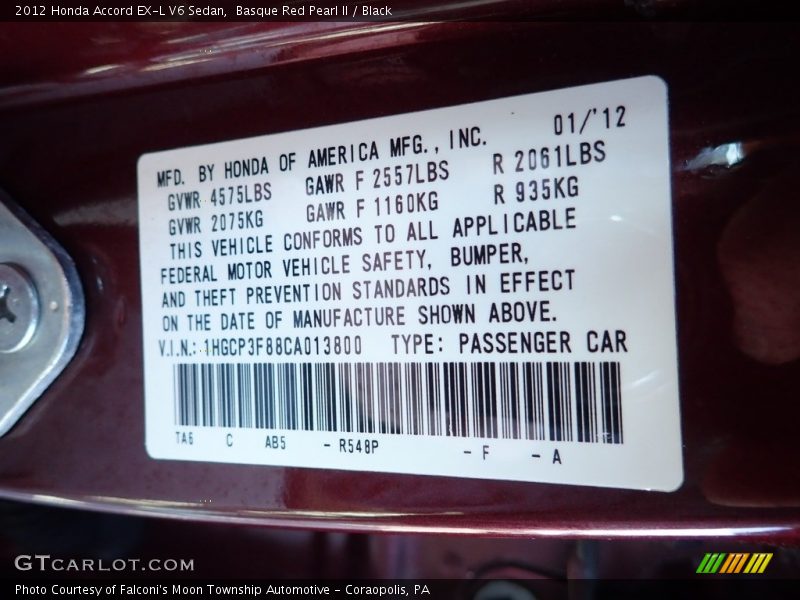 2012 Honda Accord EX-L V6 Sedan,  Basque Red Pearl II / Black
01/'12
MFD. BY HONDA OF AMERICA MFG., INC.
GVWR 4575LBS GAWR F 2557LBS R 2061LBS
GVWR 2075KG GAWR F 1160KG R 935KG
THIS VEHICLE CONFORMS TO ALL APPLICABLE
FEDERAL MOTOR VEHICLE SAFETY, BUMPER,
AND THEFT PREVENTION STANDARDS IN EFFECT
ON THE DATE OF MANUFACTURE SHOWN ABOVE.
V.I.N.: 1HGCP3F88CA013800 TYPE: PASSENGER CAR
TA6 C AB5 - R548P - F - A
GTCARLOT.COM
Photo Courtesy of Falconi's Moon Township Automotive - Coraopolis, PA